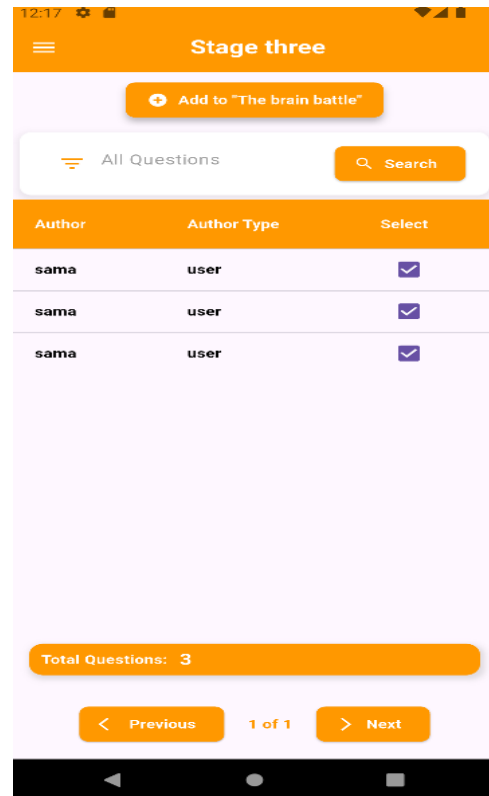 12:17
Stage three
Add to "The brain battle"
All Questions
Search
Author Author Type Select
sama user
sama user
sama user
Total Questions: 3
Previous 1 of 1 Next